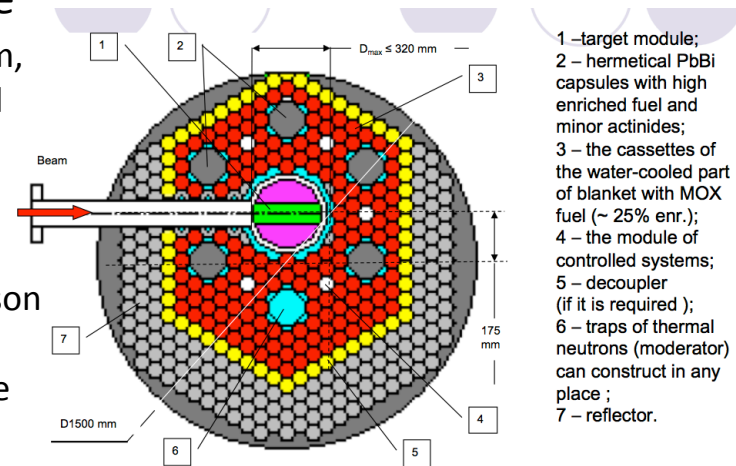 m,
1
2
Dmax ≤ 320 mm
3
Beam
son
7
175
mm
D1500 mm
4
6
5
1 –target module;
2 – hermetical PbBi
capsules with high
enriched fuel and
minor actinides;
3 – the cassettes of
the water-cooled part
of blanket with MOX
fuel (~ 25% enr.);
4 – the module of
controlled systems;
5 – decoupler
(if it is required );
6 – traps of thermal
neutrons (moderator)
can construct in any
place ;
7 – reflector.